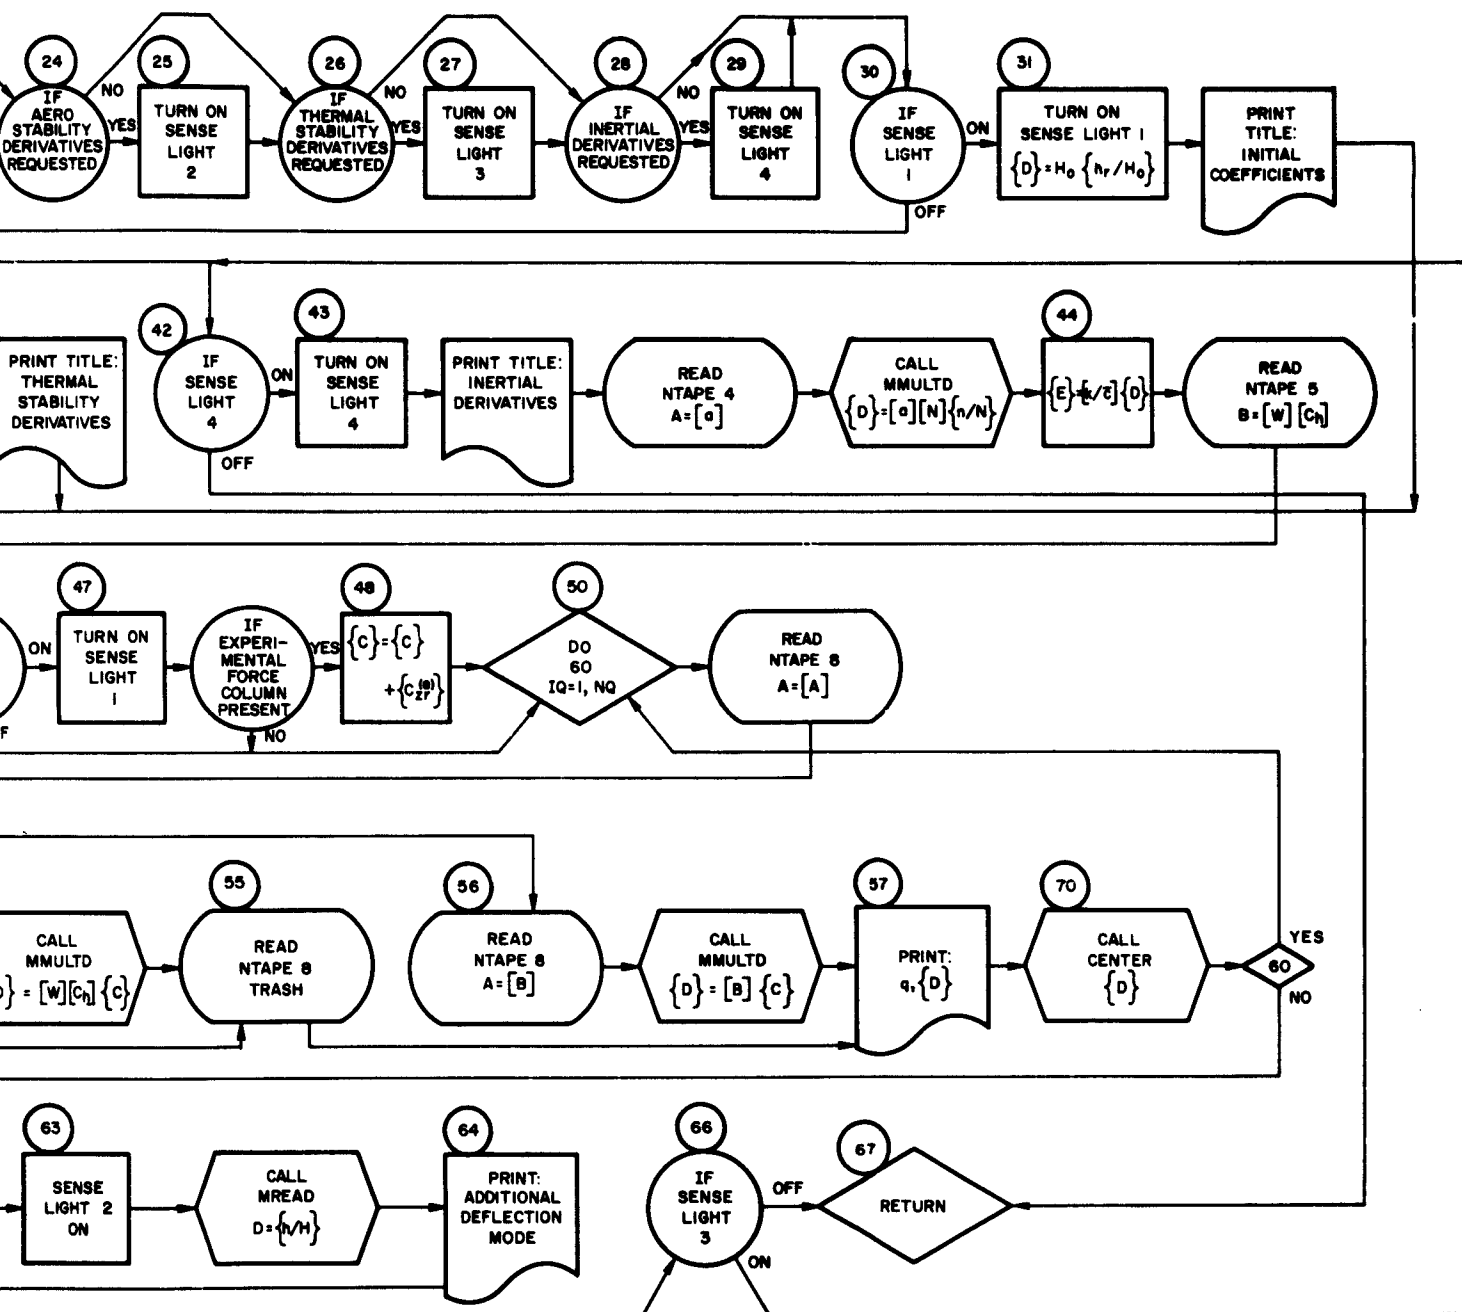 24
IF
AERO
STABILITY
DERIVATIVES
REQUESTED
NO
YES
25
TURN ON
SENSE
LIGHT
2
26
IF
THERMAL
STABILITY
DERIVATIVES
REQUESTED
NO
YES
27
TURN ON
SENSE
LIGHT
3
28
IF
INERTIAL
DERIVATIVES
REQUESTED
NO
YES
29
TURN ON
SENSE
LIGHT
4
30
IF
SENSE
LIGHT
1
ON
OFF
31
TURN ON
SENSE LIGHT 1
{D}=H₀{hᵣ/H₀}
PRINT
TITLE:
INITIAL
COEFFICIENTS
PRINT TITLE:
THERMAL
STABILITY
DERIVATIVES
42
IF
SENSE
LIGHT
4
ON
OFF
43
TURN ON
SENSE
LIGHT
4
PRINT TITLE:
INERTIAL
DERIVATIVES
READ
NTAPE 4
A=[a]
CALL
MMULTD
{D}=[a][N]{n/N}
44
{E}=[k/c̄]{D}
READ
NTAPE 5
B=[W][Cₕ]
ON
F
47
TURN ON
SENSE
LIGHT
1
IF
EXPERI-
MENTAL
FORCE
COLUMN
PRESENT
YES
NO
48
{C}={C}
+{C_zr^(e)}
50
DO
60
IQ=1, NQ
READ
NTAPE 8
A=[A]
CALL
MMULTD
D} = [W][Cₕ]{C}
55
READ
NTAPE 8
TRASH
56
READ
NTAPE 8
A=[B]
CALL
MMULTD
{D} = [B] {C}
57
PRINT:
q, {D}
70
CALL
CENTER
{D}
60
YES
NO
63
SENSE
LIGHT 2
ON
CALL
MREAD
D={h/H}
64
PRINT:
ADDITIONAL
DEFLECTION
MODE
66
IF
SENSE
LIGHT
3
OFF
ON
67
RETURN